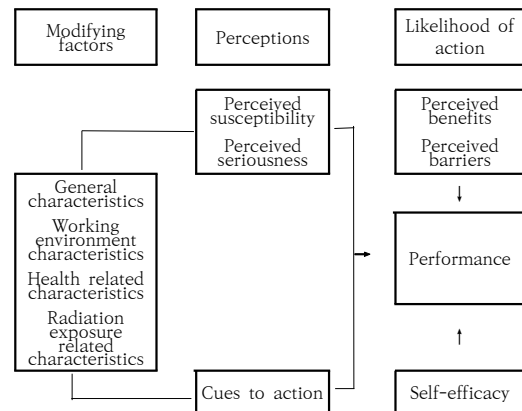 Modifying
factors
Perceptions
Likelihood of
action
Perceived
susceptibility
Perceived
seriousness
Perceived
benefits
Perceived
barriers
General
characteristics
Working
environment
characteristics
Health related
characteristics
Radiation
exposure
related
characteristics
Performance
Cues to action
Self-efficacy